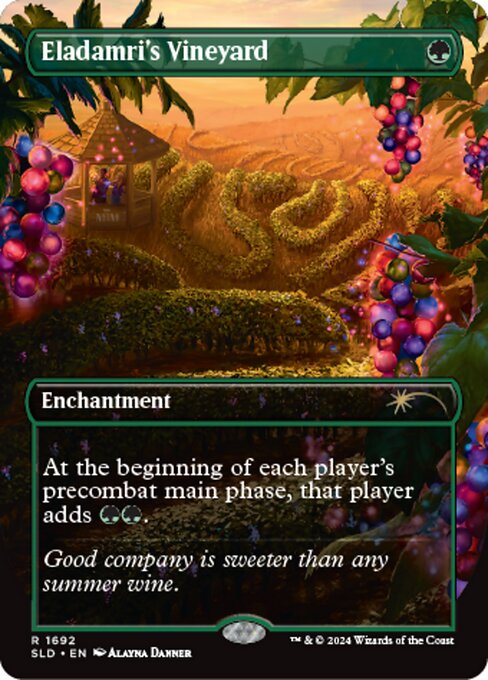 Eladamri's Vineyard
Enchantment
At the beginning of each player's
precombat main phase, that player
adds
.
Good company is sweeter than any
summer wine.
R 1692
SLD • EN Alayna Danner
™ & © 2024 Wizards of the Coast